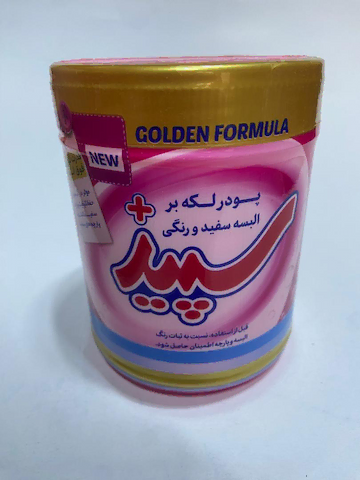 GOLDEN FORMULA
NEW
پودر لکه بر
البسه سفید و رنگی
سپید+
قبل از استفاده، نسبت به ثبات رنگ
البسه و پارچه اطمینان حاصل شود.